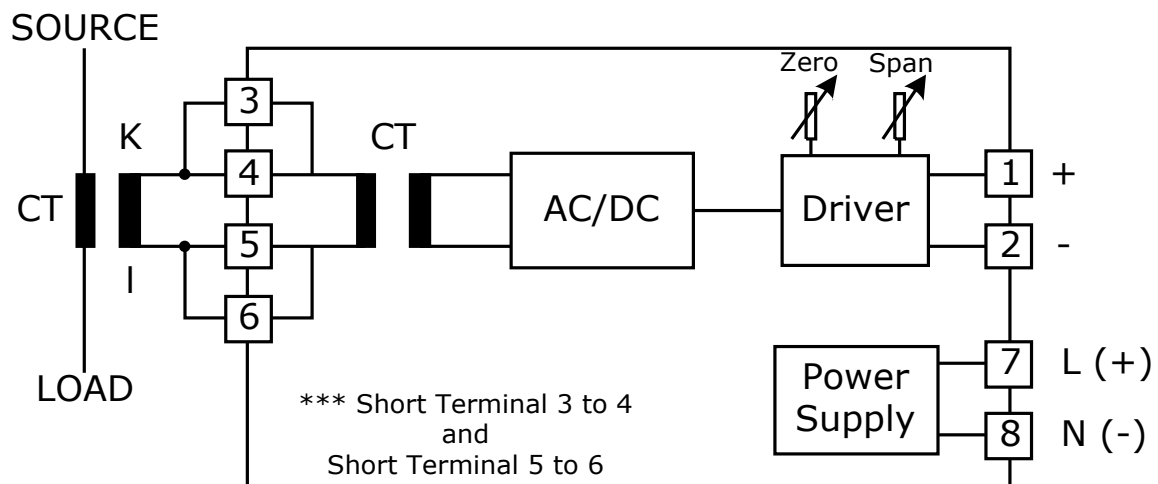 SOURCE
Zero
Span
3
K
CT
4
1
+
CT
AC/DC
Driver
5
2
-
I
6
7
L (+)
Power
Supply
LOAD
*** Short Terminal 3 to 4
and
Short Terminal 5 to 6
8
N (-)